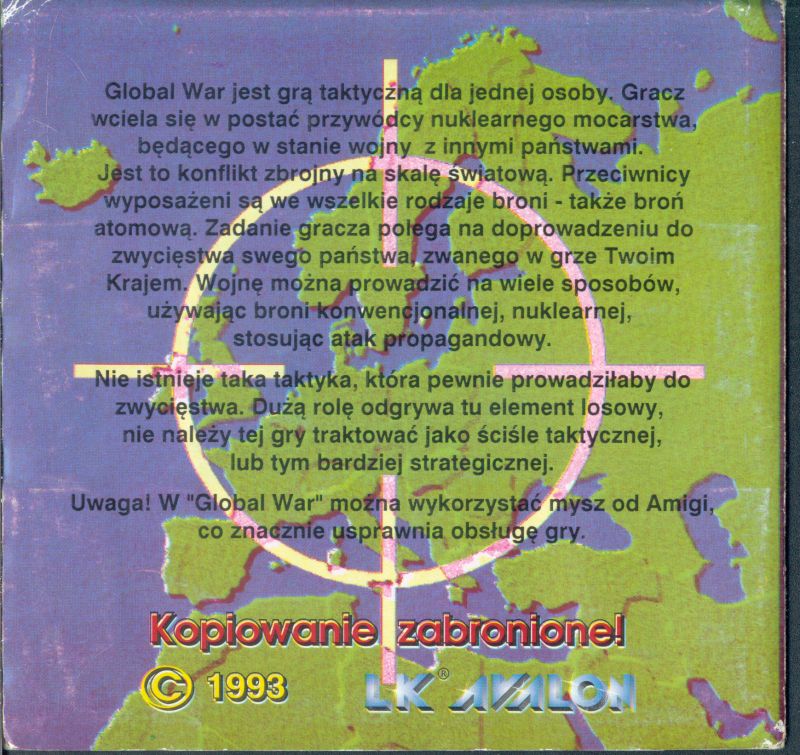 Global War jest grą taktyczną dla jednej osoby. Gracz
wciela się w postać przywódcy nuklearnego mocarstwa,
będącego w stanie wojny z innymi państwami.
Jest to konflikt zbrojny na skalę światową. Przeciwnicy
wyposażeni są we wszelkie rodzaje broni - także broń
atomową. Zadanie gracza polega na doprowadzeniu do
zwycięstwa swego państwa, zwanego w grze Twoim
Krajem. Wojnę można prowadzić na wiele sposobów,
używając broni konwencjonalnej, nuklearnej,
stosując atak propagandowy.
Nie istnieje taka taktyka, która pewnie prowadziłaby do
zwycięstwa. Dużą rolę odgrywa tu element losowy,
nie należy tej gry traktować jako ściśle taktycznej,
lub tym bardziej strategicznej.
Uwaga! W "Global War" można wykorzystać mysz od Amigi,
co znacznie usprawnia obsługę gry.
Kopiowanie zabronione!
© 1993 LK® AVALON